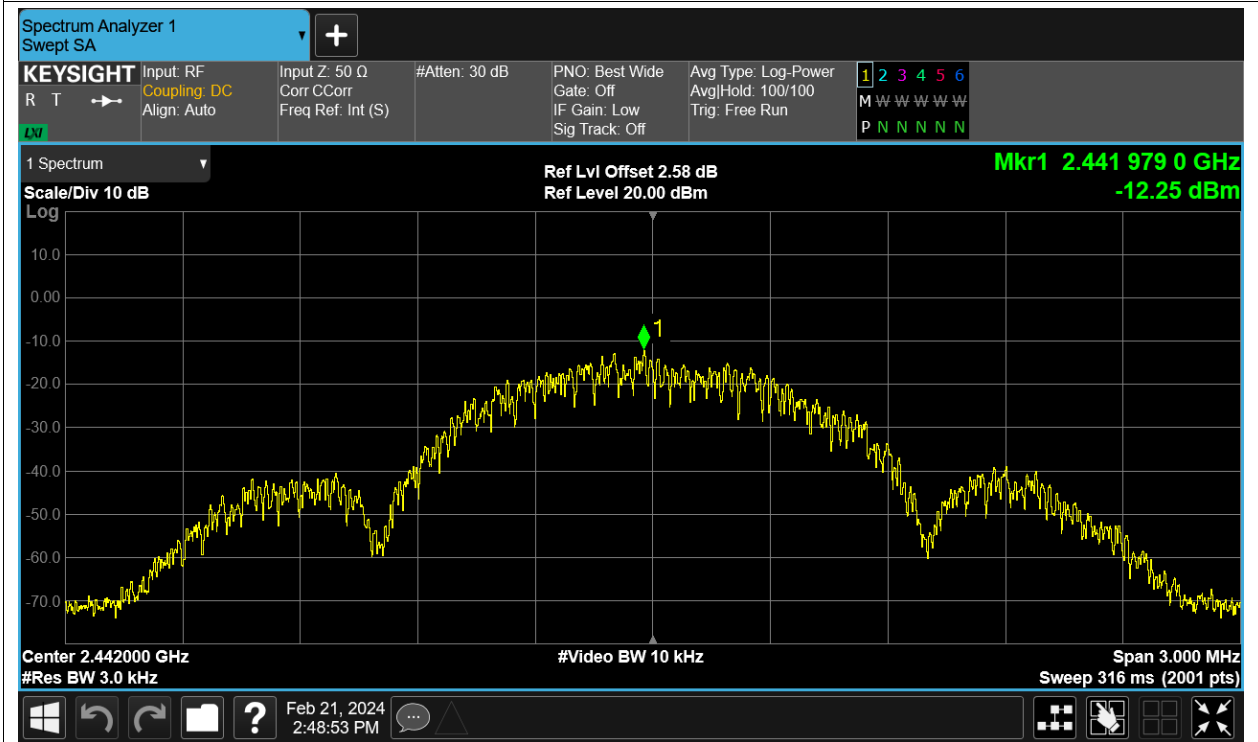 Spectrum Analyzer 1
Swept SA
+
KEYSIGHT
R T
LXI
Input: RF
Coupling: DC
Align: Auto
Input Z: 50 Ω
Corr CCorr
Freq Ref: Int (S)
#Atten: 30 dB
PNO: Best Wide
Gate: Off
IF Gain: Low
Sig Track: Off
Avg Type: Log-Power
Avg|Hold: 100/100
Trig: Free Run
1 2 3 4 5 6
M W W W W W
P N N N N N
1 Spectrum
Scale/Div 10 dB
Log
Ref Lvl Offset 2.58 dB
Ref Level 20.00 dBm
Mkr1 2.441 979 0 GHz
-12.25 dBm
10.0
0.00
-10.0
-20.0
-30.0
-40.0
-50.0
-60.0
-70.0
1
Center 2.442000 GHz
#Res BW 3.0 kHz
#Video BW 10 kHz
Span 3.000 MHz
Sweep 316 ms (2001 pts)
?
Feb 21, 2024
2:48:53 PM